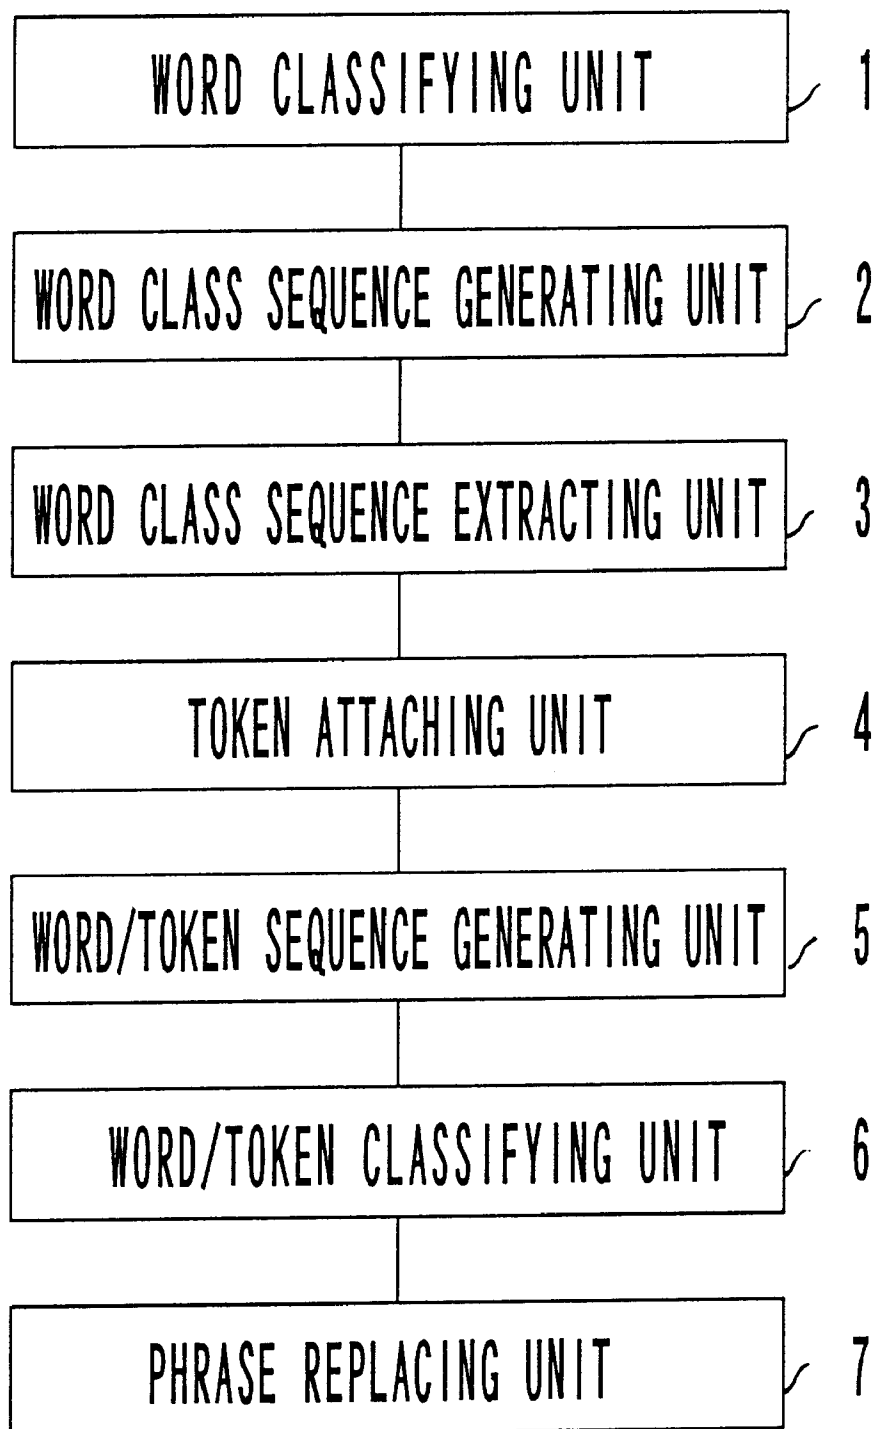 WORD CLASSIFYING UNIT 1
WORD CLASS SEQUENCE GENERATING UNIT 2
WORD CLASS SEQUENCE EXTRACTING UNIT 3
TOKEN ATTACHING UNIT 4
WORD/TOKEN SEQUENCE GENERATING UNIT 5
WORD/TOKEN CLASSIFYING UNIT 6
PHRASE REPLACING UNIT 7